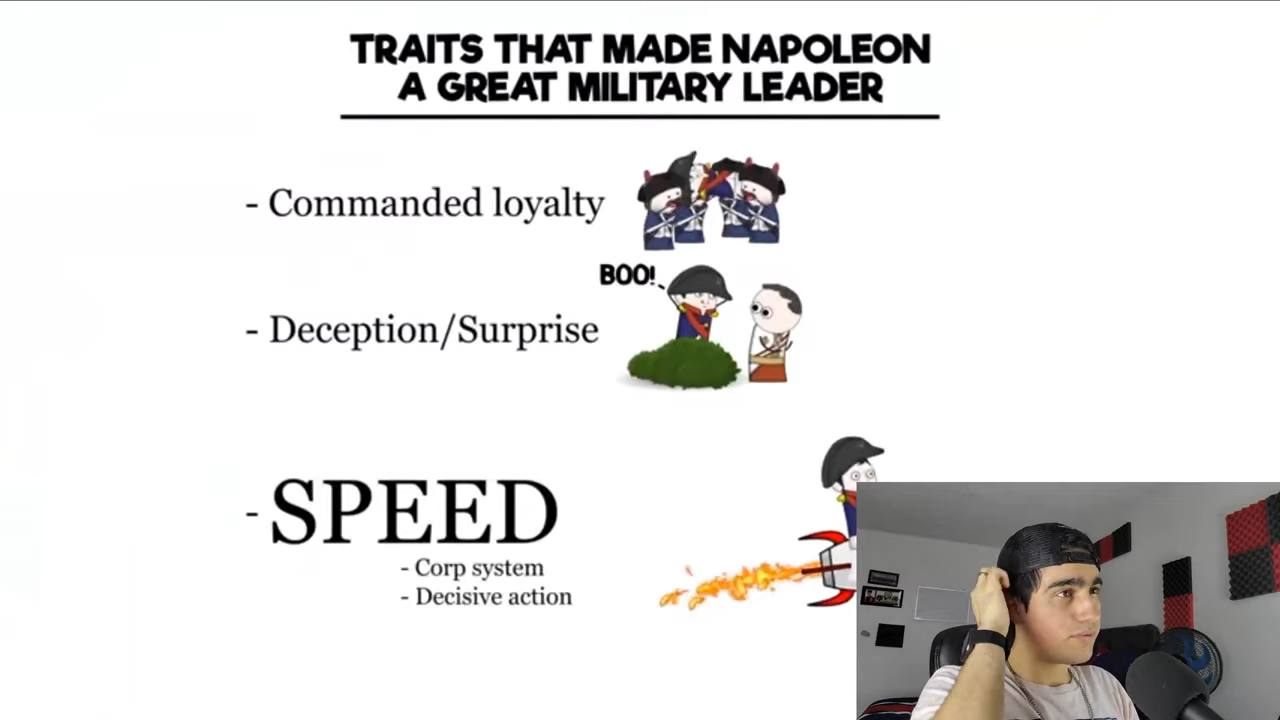 TRAITS THAT MADE NAPOLEON
A GREAT MILITARY LEADER
- Commanded loyalty
BOO!
- Deception/Surprise
- SPEED
- Corp system
- Decisive action